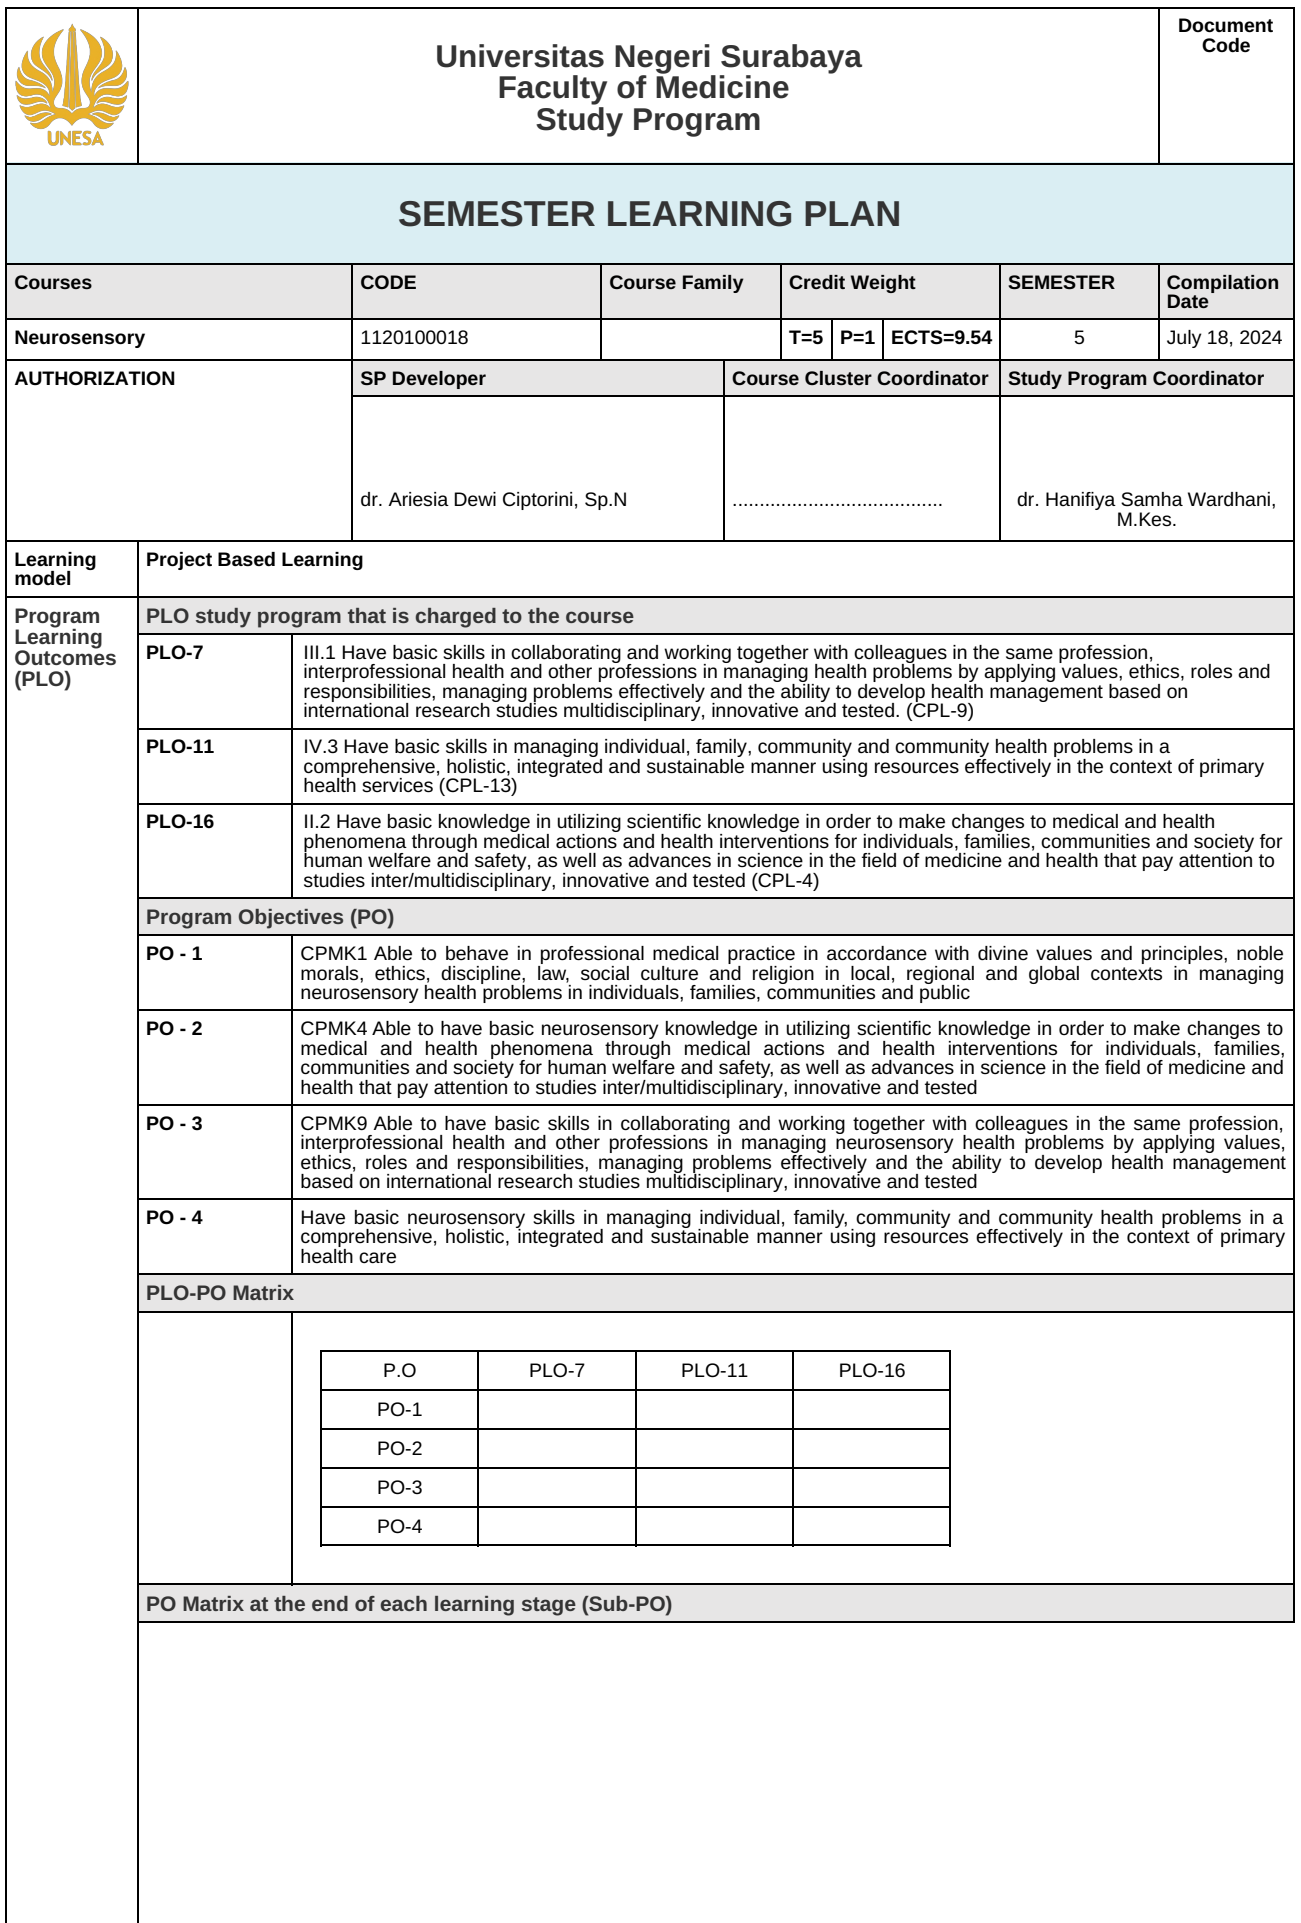 UNESA
Universitas Negeri Surabaya
Faculty of Medicine
Study Program
Document
Code
SEMESTER LEARNING PLAN
Courses
CODE
Course Family
Credit Weight
SEMESTER
Compilation
Date
Neurosensory
1120100018
T=5
P=1
ECTS=9.54
5
July 18, 2024
AUTHORIZATION
SP Developer
Course Cluster Coordinator
Study Program Coordinator
dr. Ariesia Dewi Ciptorini, Sp.N
.......................................
dr. Hanifiya Samha Wardhani,
M.Kes.
Learning
model
Project Based Learning
Program
Learning
Outcomes
(PLO)
PLO study program that is charged to the course
PLO-7
III.1 Have basic skills in collaborating and working together with colleagues in the same profession,
interprofessional health and other professions in managing health problems by applying values, ethics, roles and
responsibilities, managing problems effectively and the ability to develop health management based on
international research studies multidisciplinary, innovative and tested. (CPL-9)
PLO-11
IV.3 Have basic skills in managing individual, family, community and community health problems in a
comprehensive, holistic, integrated and sustainable manner using resources effectively in the context of primary
health services (CPL-13)
PLO-16
II.2 Have basic knowledge in utilizing scientific knowledge in order to make changes to medical and health
phenomena through medical actions and health interventions for individuals, families, communities and society for
human welfare and safety, as well as advances in science in the field of medicine and health that pay attention to
studies inter/multidisciplinary, innovative and tested (CPL-4)
Program Objectives (PO)
PO - 1
CPMK1 Able to behave in professional medical practice in accordance with divine values and principles, noble
morals, ethics, discipline, law, social culture and religion in local, regional and global contexts in managing
neurosensory health problems in individuals, families, communities and public
PO - 2
CPMK4 Able to have basic neurosensory knowledge in utilizing scientific knowledge in order to make changes to
medical and health phenomena through medical actions and health interventions for individuals, families,
communities and society for human welfare and safety, as well as advances in science in the field of medicine and
health that pay attention to studies inter/multidisciplinary, innovative and tested
PO - 3
CPMK9 Able to have basic skills in collaborating and working together with colleagues in the same profession,
interprofessional health and other professions in managing neurosensory health problems by applying values,
ethics, roles and responsibilities, managing problems effectively and the ability to develop health management
based on international research studies multidisciplinary, innovative and tested
PO - 4
Have basic neurosensory skills in managing individual, family, community and community health problems in a
comprehensive, holistic, integrated and sustainable manner using resources effectively in the context of primary
health care
PLO-PO Matrix
P.O
PLO-7
PLO-11
PLO-16
PO-1
PO-2
PO-3
PO-4
PO Matrix at the end of each learning stage (Sub-PO)